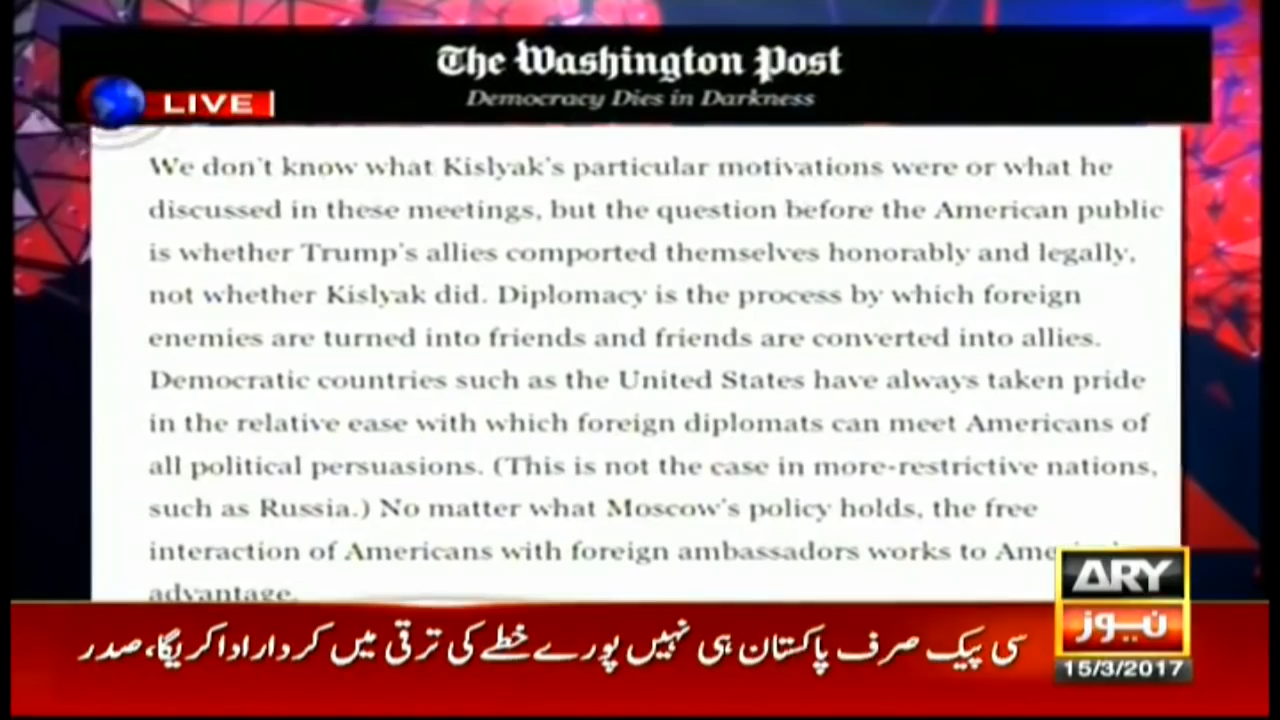 The Washington Post
Democracy Dies in Darkness
LIVE
We don't know what Kislyak's particular motivations were or what he
discussed in these meetings, but the question before the American public
is whether Trump's allies comported themselves honorably and legally,
not whether Kislyak did. Diplomacy is the process by which foreign
enemies are turned into friends and friends are converted into allies.
Democratic countries such as the United States have always taken pride
in the relative ease with which foreign diplomats can meet Americans of
all political persuasions. (This is not the case in more-restrictive nations,
such as Russia.) No matter what Moscow's policy holds, the free
interaction of Americans with foreign ambassadors works to
advantage.
ARY
نیوز
15/3/2017
سی پیک صرف پاکستان ہی نہیں پورے خطے کی ترقی میں کردار ادا کریگا، صدر